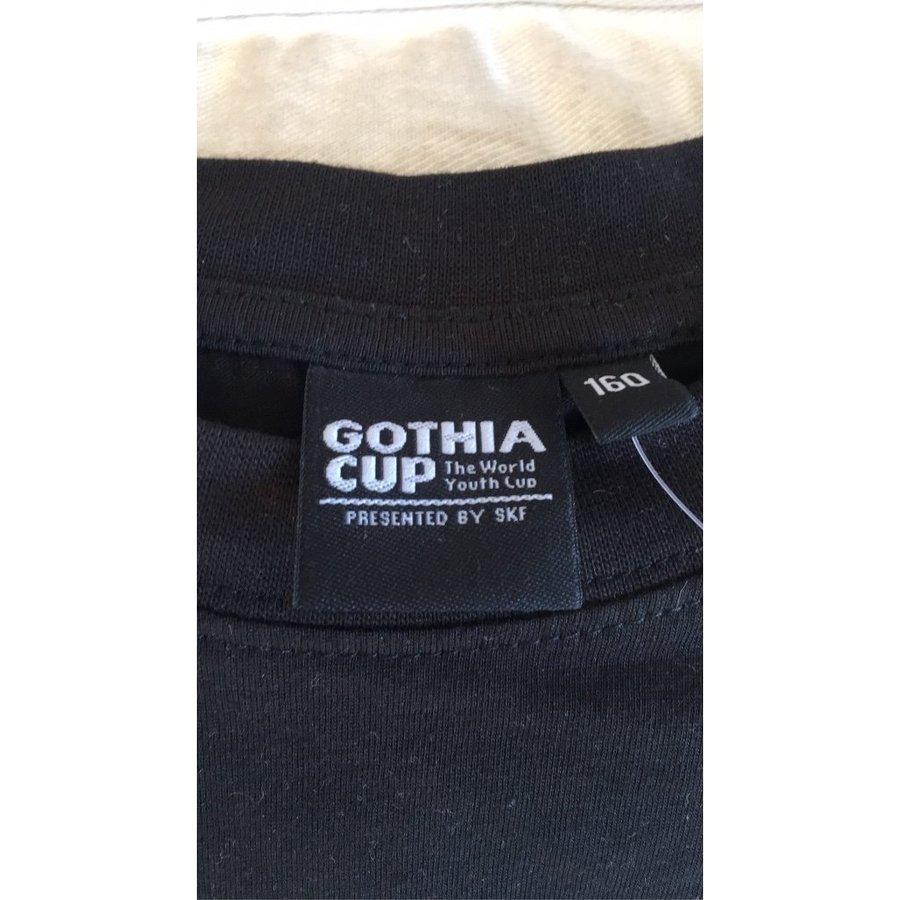 GOTHIA
CUP The World
Youth Cup
PRESENTED BY SKF
160